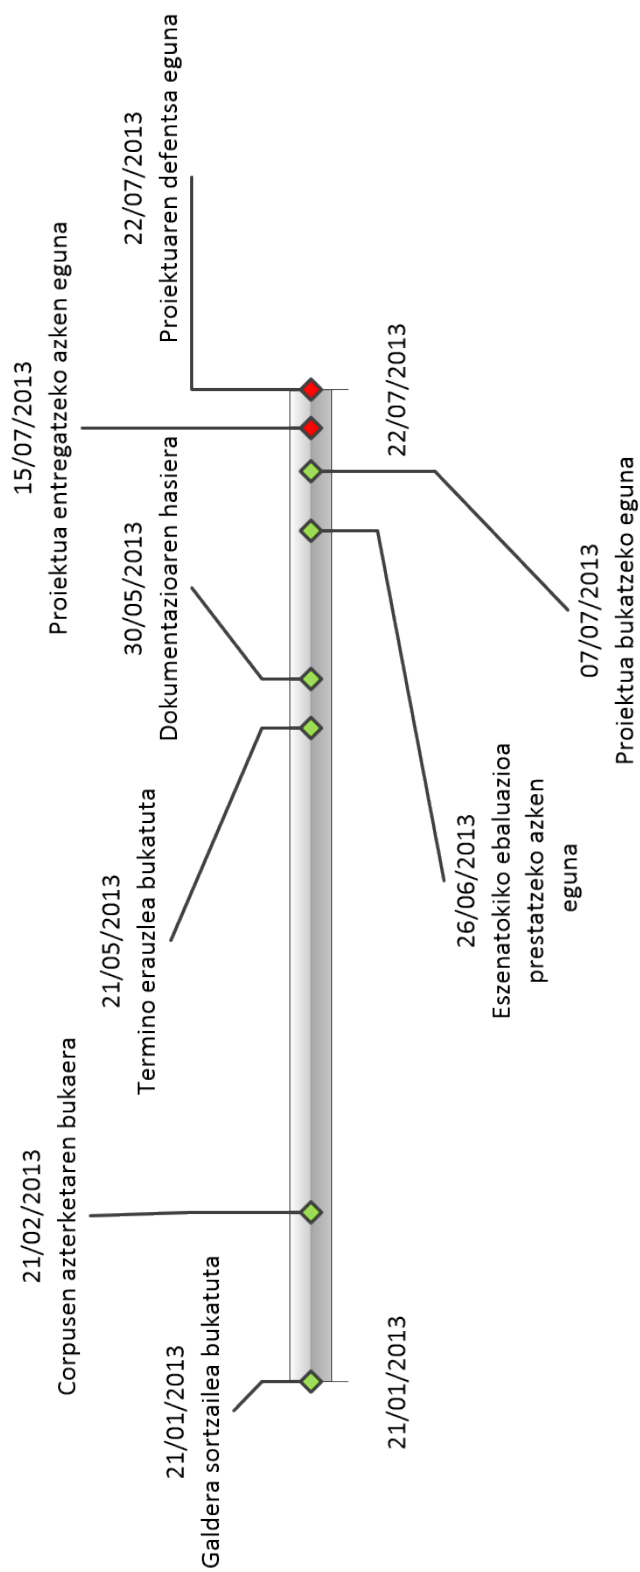 21/01/2013
Galdera sortzailea bukatuta
21/02/2013
Corpusen azterketaren bukaera
21/05/2013
Termino erauzlea bukatuta
30/05/2013
Dokumentazioaren hasiera
15/07/2013
Proiektua entregatzeko azken eguna
22/07/2013
Proiektuaren defentsa eguna
21/01/2013
22/07/2013
26/06/2013
Eszenatokiko ebaluazioa
prestatzeko azken
eguna
07/07/2013
Proiektua bukatzeko eguna